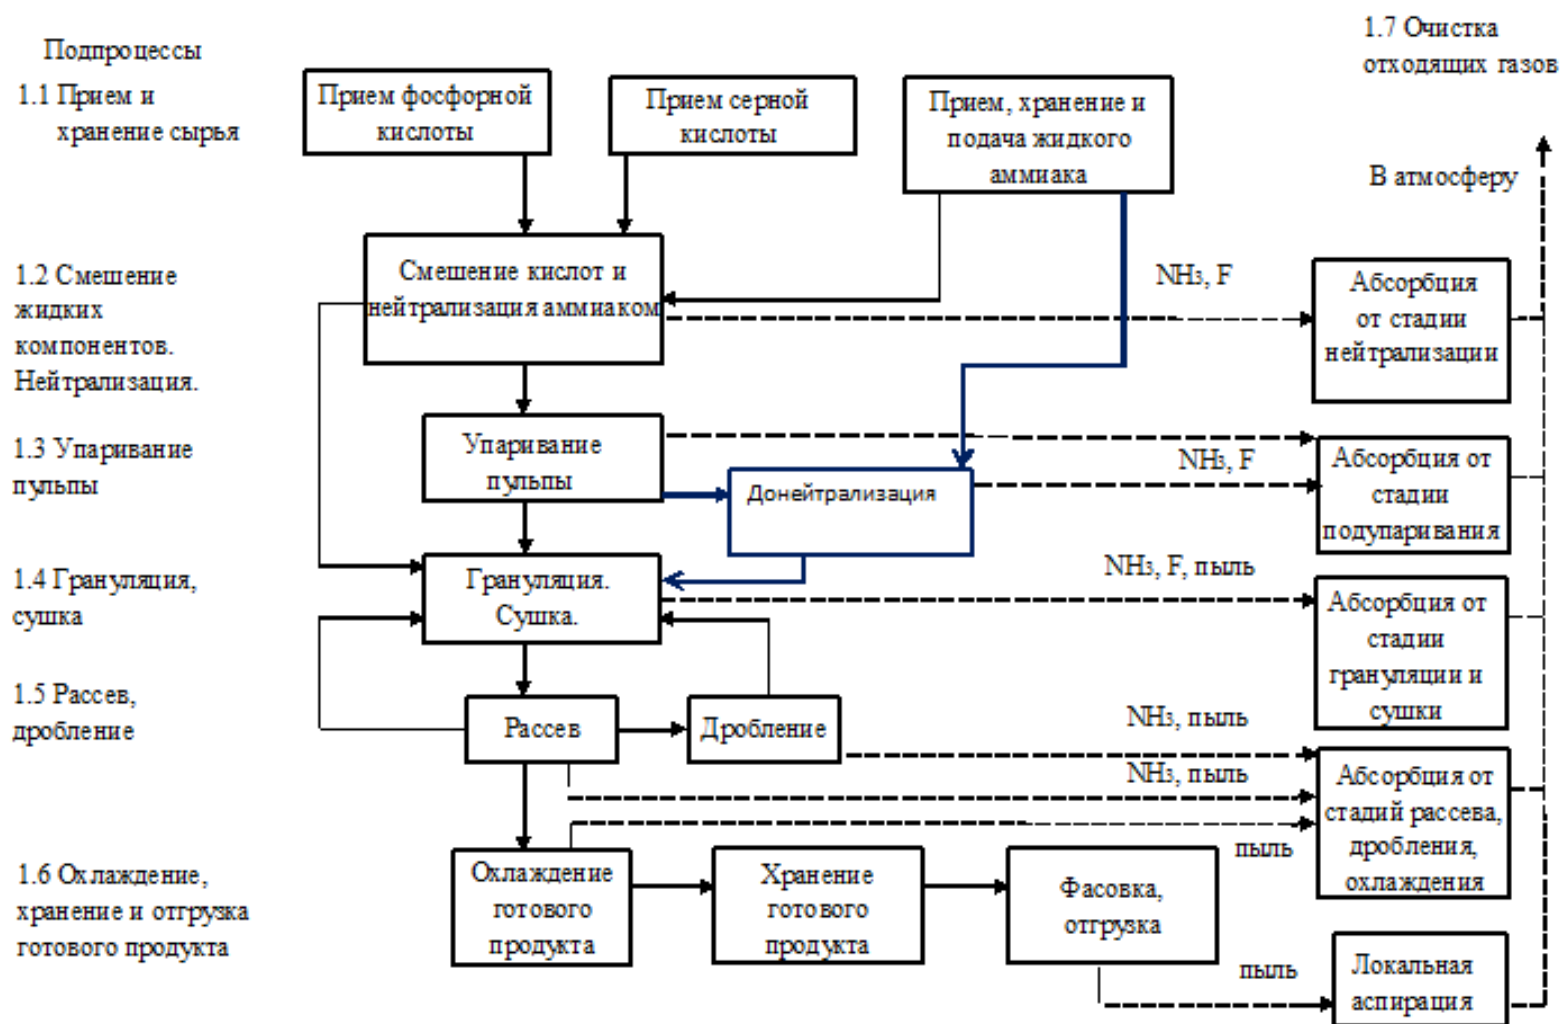 Подпроцессы
1.1 Прием и
хранение сырья
Прием фосфорной
кислоты
Прием серной
кислоты
Прием, хранение и
подача жидкого
аммиака
1.7 Очистка
отходящих газов
В атмосферу
1.2 Смешение
жидких
компонентов.
Нейтрализация.
Смешение кислот и
нейтрализация аммиаком
NH₃, F
Абсорбция
от стадии
нейтрализации
1.3 Упаривание
пульпы
Упаривание
пульпы
Донейтрализация
NH₃, F
Абсорбция от
стадии
подупаривания
1.4 Грануляция,
сушка
Грануляция.
Сушка.
NH₃, F, пыль
Абсорбция от
стадии
грануляции и
сушки
1.5 Рассев,
дробление
Рассев
Дробление
NH₃, пыль
NH₃, пыль
Абсорбция от
стадий рассева,
дробления,
охлаждения
пыль
1.6 Охлаждение,
хранение и отгрузка
готового продукта
Охлаждение
готового
продукта
Хранение
готового
продукта
Фасовка,
отгрузка
пыль
Локальная
аспирация